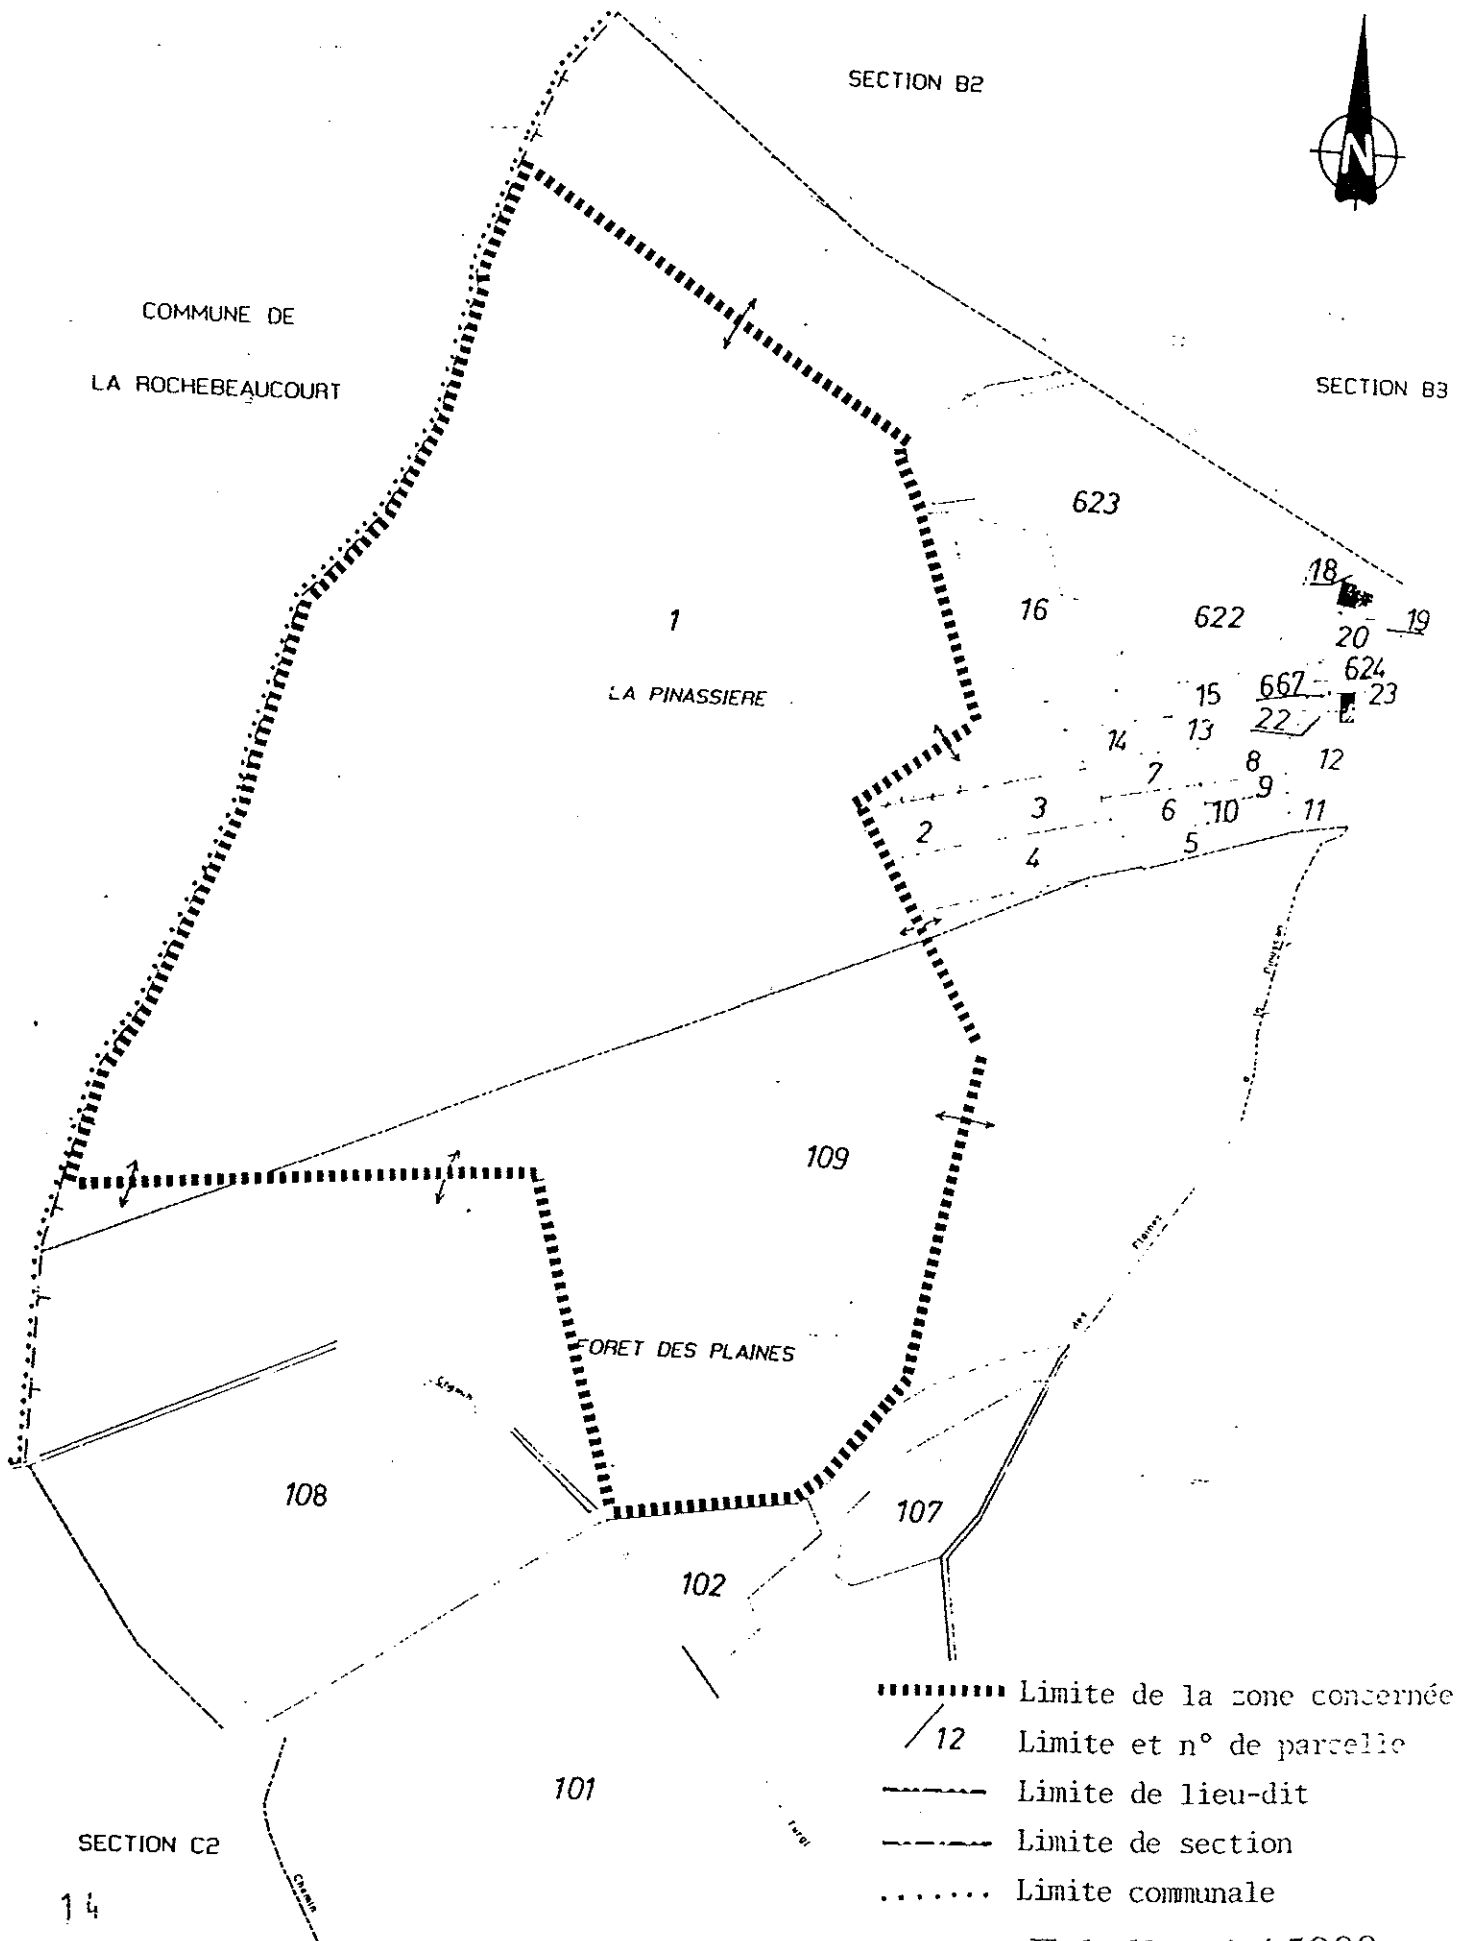 SECTION B2
N
COMMUNE DE
LA ROCHEBEAUCOURT
SECTION B3
623
18
1
16
622
19
20
LA PINASSIERE
15
667
624
23
14
13
22
7
8
12
9
2
3
6
10
11
4
5
109
Plaines
des
FORET DES PLAINES
108
107
102
Limite de la zone concernée
12 Limite et n° de parcelle
101
Limite de lieu-dit
SECTION C2
Limite de section
Chemin
14
Limite communale